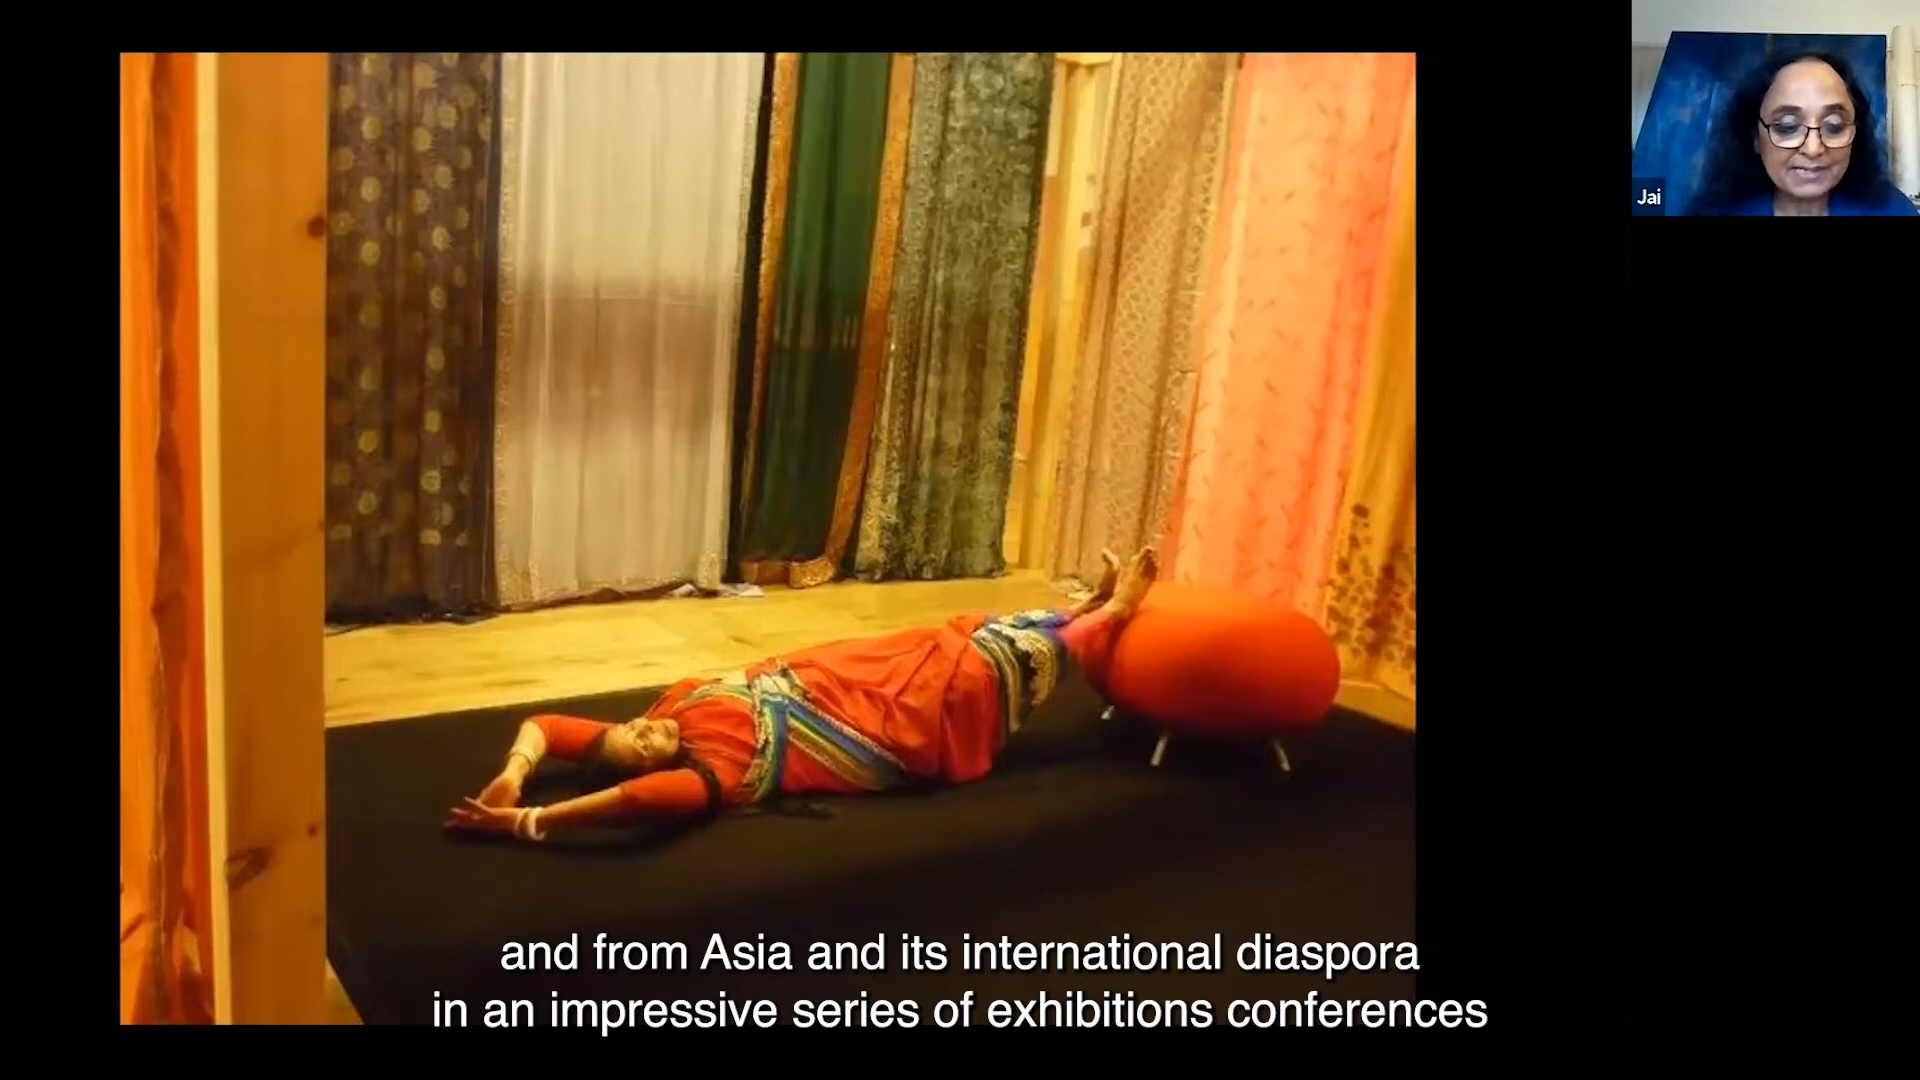 Jai
and from Asia and its international diaspora
in an impressive series of exhibitions conferences